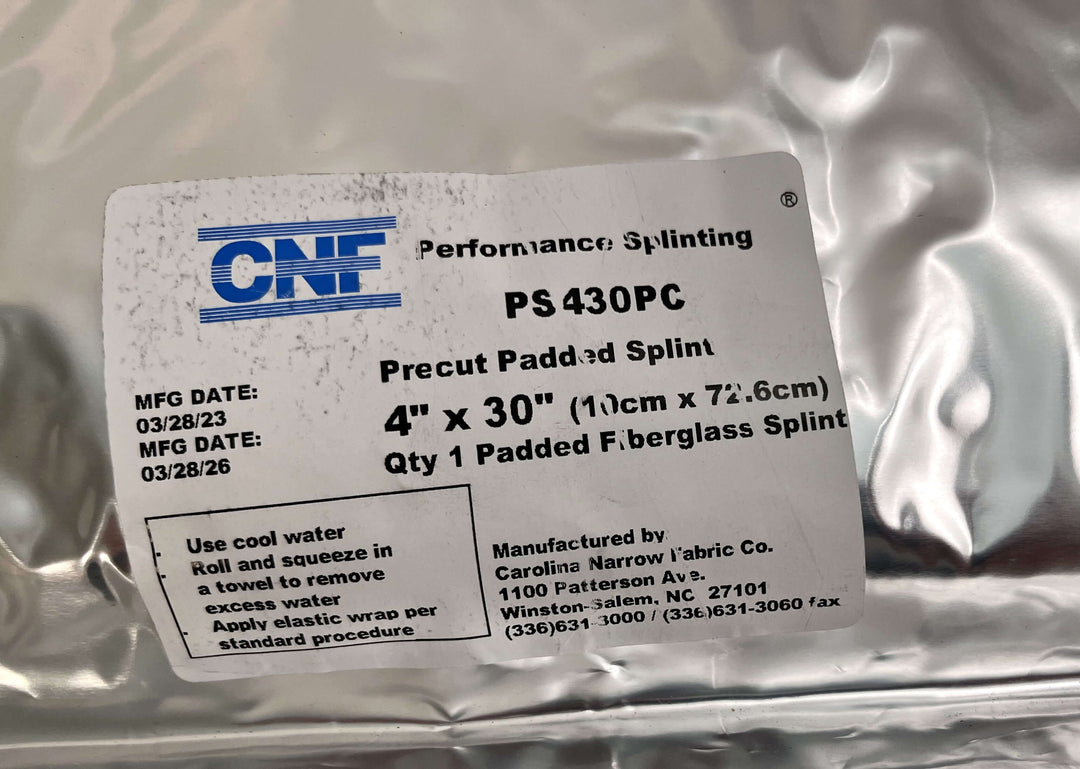 ®
CNF
Performance Splinting
PS 430PC
Precut Padded Splint
4" x 30" (10cm x 72.6cm)
Qty 1 Padded Fiberglass Splint
MFG DATE:
03/28/23
MFG DATE:
03/28/26
Use cool water
Roll and squeeze in
a towel to remove
excess water
Apply elastic wrap per
standard procedure
Manufactured by
Carolina Narrow Fabric Co.
1100 Patterson Ave.
Winston-Salem, NC 27101
(336)631-3000 / (336)631-3060 fax